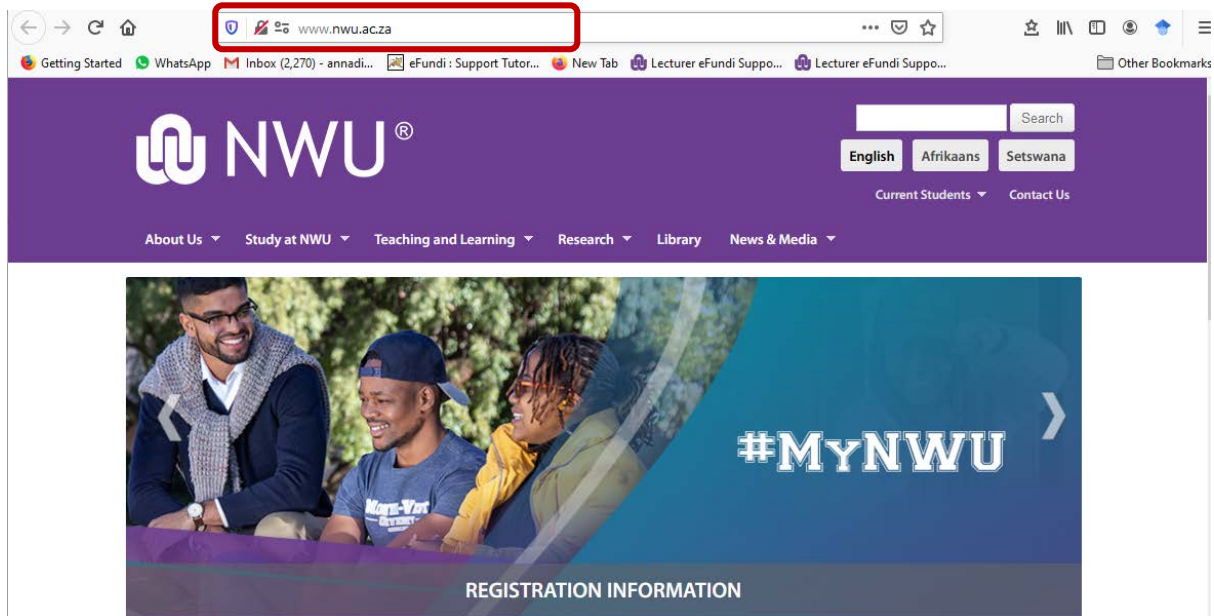 www.nwu.ac.za
Getting Started WhatsApp Inbox (2,270) - annadi... eFundi : Support Tutor... New Tab Lecturer eFundi Suppo... Lecturer eFundi Suppo... Other Bookmarks
NWU®
Search
English Afrikaans Setswana
Current Students Contact Us
About Us Study at NWU Teaching and Learning Research Library News & Media
#MyNWU
REGISTRATION INFORMATION